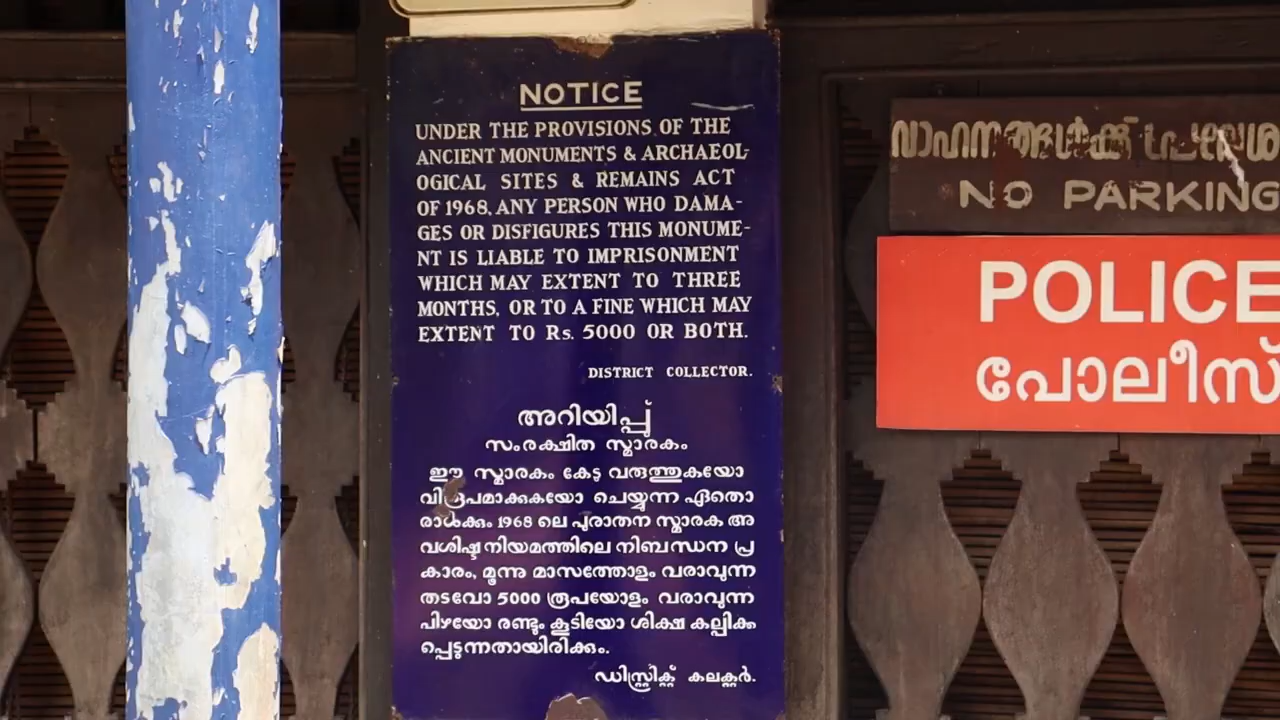 NOTICE
UNDER THE PROVISIONS OF THE
ANCIENT MONUMENTS & ARCHAEOL-
OGICAL SITES & REMAINS ACT
OF 1968, ANY PERSON WHO DAMA-
GES OR DISFIGURES THIS MONUME-
NT IS LIABLE TO IMPRISONMENT
WHICH MAY EXTENT TO THREE
MONTHS, OR TO A FINE WHICH MAY
EXTENT TO Rs. 5000 OR BOTH.
DISTRICT COLLECTOR.
അറിയിപ്പ്
സംരക്ഷിത സ്മാരകം
ഈ സ്മാരകം കേടു വരുത്തുകയോ
വിരൂപമാക്കുകയോ ചെയ്യുന്ന ഏതൊ
രാൾക്കും 1968 ലെ പുരാതന സ്മാരക അ
വശിഷ്ട നിയമത്തിലെ നിബന്ധന പ്ര
കാരം, മൂന്നു മാസത്തോളം വരാവുന്ന
തടവോ 5000 രൂപയോളം വരാവുന്ന
പിഴയോ രണ്ടും കൂടിയോ ശിക്ഷ കല്പിക്ക
പ്പെടുന്നതായിരിക്കും.
ഡിസ്ട്രിക്റ്റ് കലക്ടർ.
വാഹനങ്ങൾക്ക്
NO PARKING
POLICE
പോലീസ്